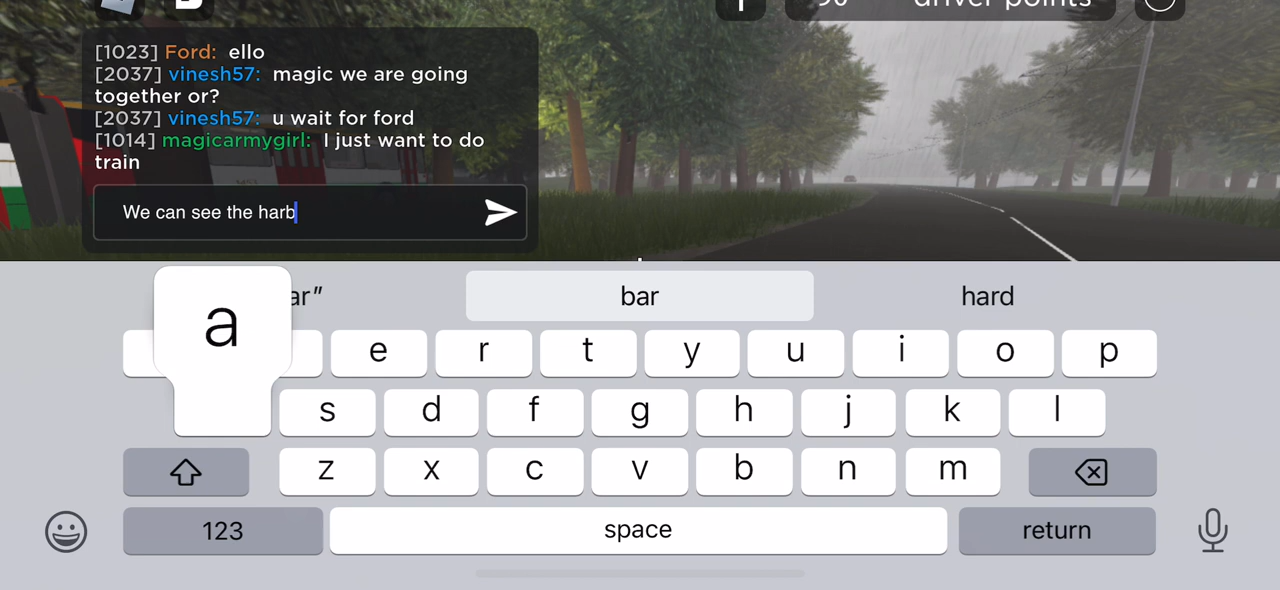 driver points
[1023] Ford: ello
[2037] vinesh57: magic we are going
together or?
[2037] vinesh57: u wait for ford
[1014] magicarmygirl: I just want to do
train
We can see the harb
a
ar”
bar
hard
e r t y u i o p
s d f g h j k l
z x c v b n m
123
space
return